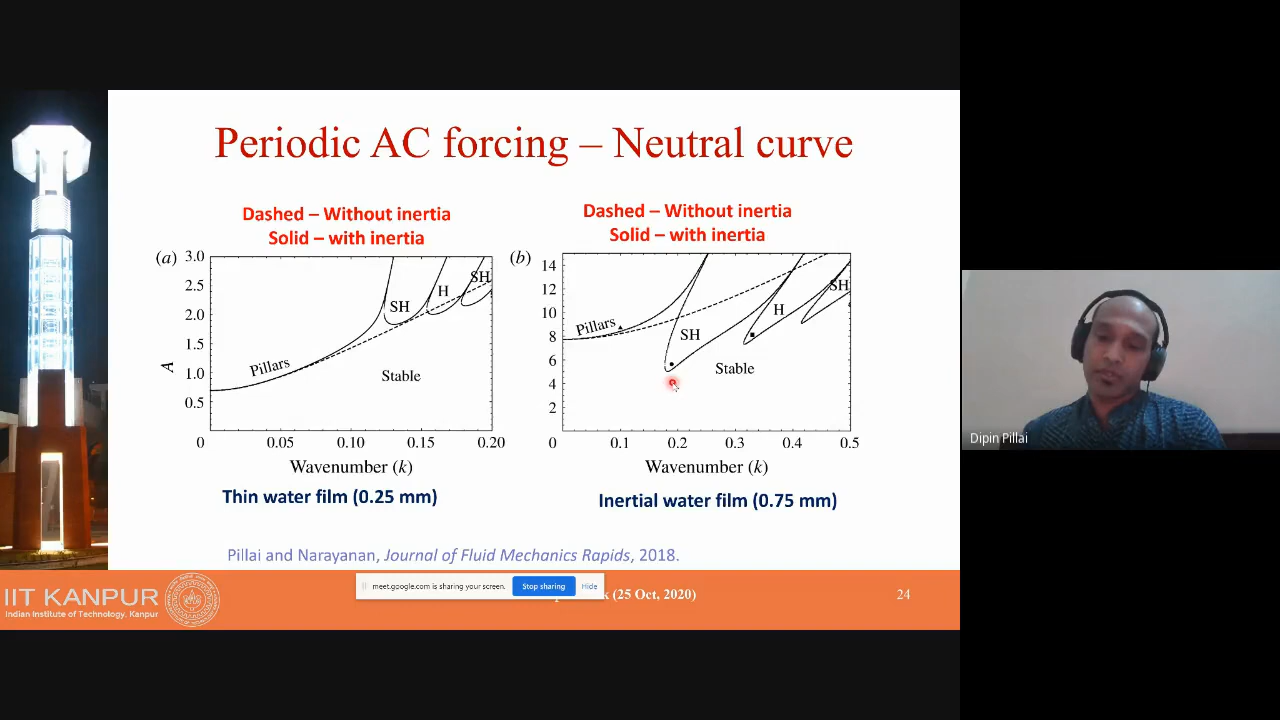 Periodic AC forcing – Neutral curve
Dashed – Without inertia
Solid – with inertia
(a)
3.0
2.5
2.0
1.5
1.0
0.5
0
A
Pillars
SH
H
SH
Stable
0.05
0.10
0.15
0.20
Wavenumber (k)
Thin water film (0.25 mm)
Dashed – Without inertia
Solid – with inertia
(b)
14
12
10
8
6
4
2
0
Pillars
SH
H
SH
Stable
0.1
0.2
0.3
0.4
0.5
Wavenumber (k)
Inertial water film (0.75 mm)
Pillai and Narayanan, Journal of Fluid Mechanics Rapids, 2018.
meet.google.com is sharing your screen.
Stop sharing
Hide
(25 Oct, 2020)
24
IIT KANPUR
Indian Institute of Technology, Kanpur
Dipin Pillai